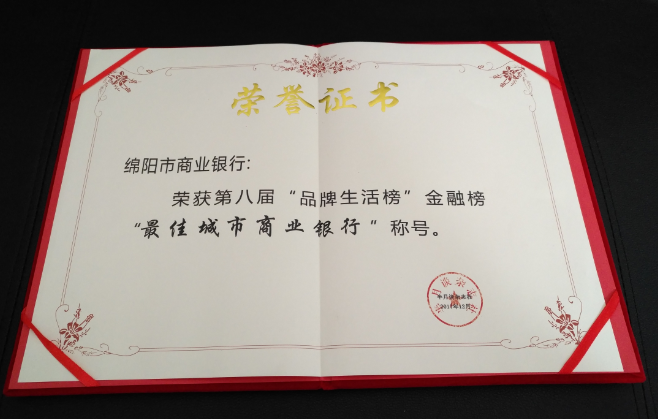 荣誉证书
绵阳市商业银行:
荣获第八届“品牌生活榜”金融榜
“最佳城市商业银行”称号。